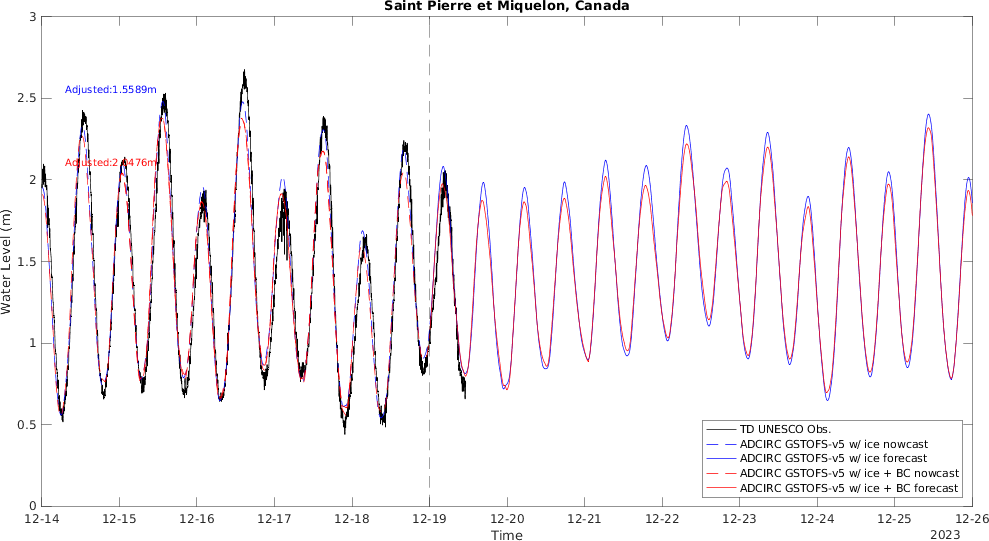 Saint Pierre et Miquelon, Canada
3
2.5
2
1.5
1
0.5
0
Water Level (m)
Adjusted:1.5589m
Adjusted:2.0476m
TD UNESCO Obs.
ADCIRC GSTOFS-v5 w/ ice nowcast
ADCIRC GSTOFS-v5 w/ ice forecast
ADCIRC GSTOFS-v5 w/ ice + BC nowcast
ADCIRC GSTOFS-v5 w/ ice + BC forecast
12-14 12-15 12-16 12-17 12-18 12-19 12-20 12-21 12-22 12-23 12-24 12-25 12-26
Time
2023